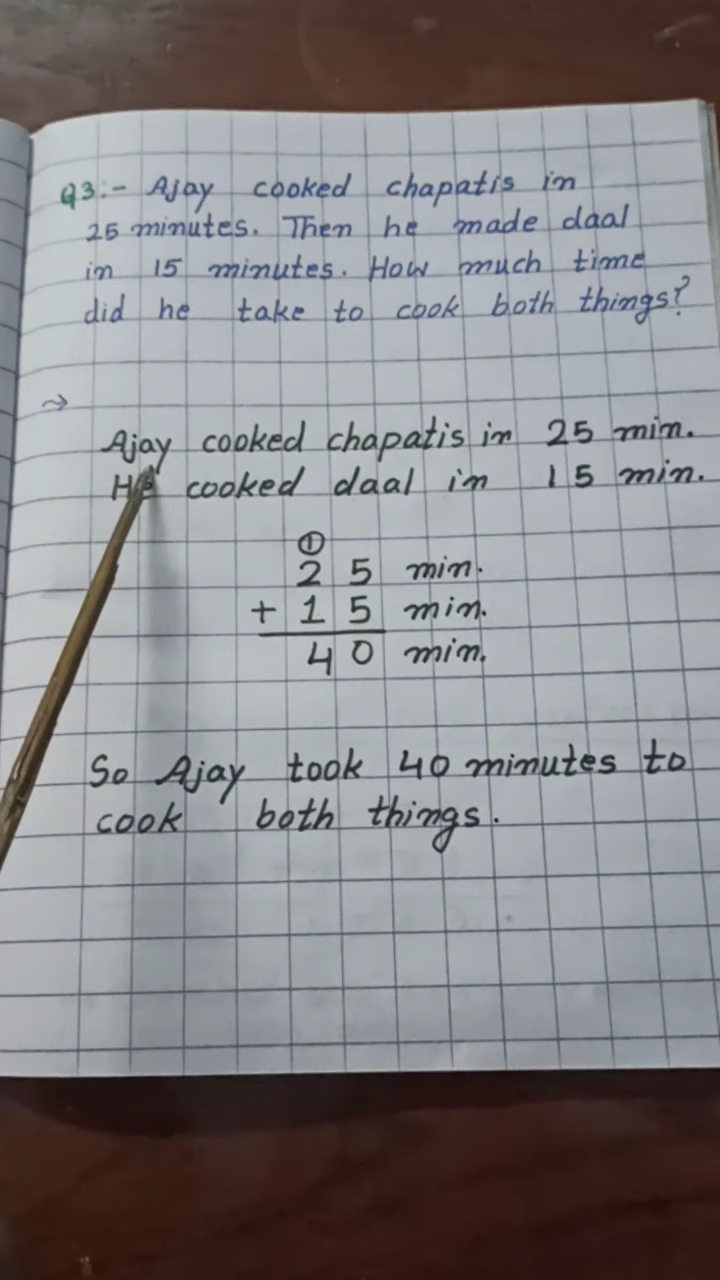 Q3:- Ajay cooked chapatis in
25 minutes. Then he made daal
in 15 minutes. How much time
did he take to cook both things?
→
Ajay cooked chapatis in 25 min.
He cooked daal in 15 min.
①
2 5 min.
+ 1 5 min.
4 0 min.
So Ajay took 40 minutes to
cook both things.